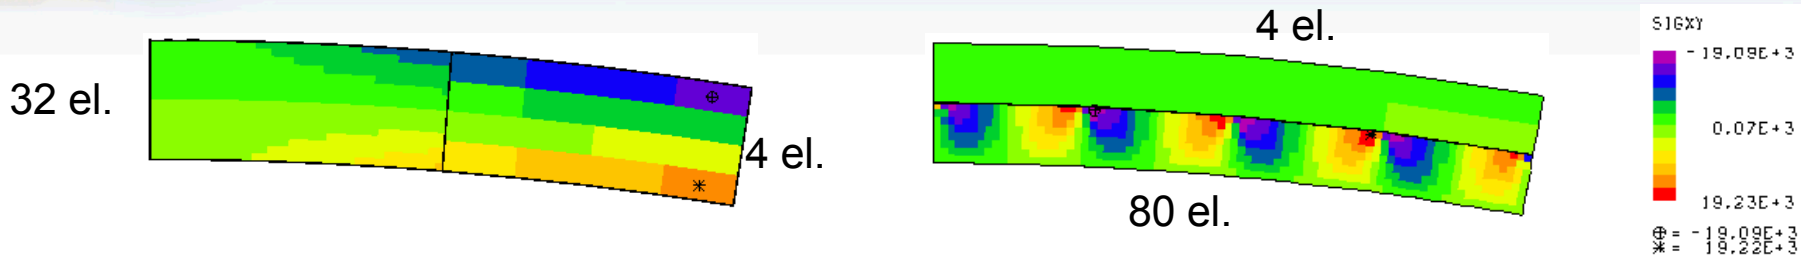 32 el.
4 el.
4 el.
80 el.
SIGXY
-19.09E+3
0.07E+3
19.23E+3
⊕ = -19.09E+3
* = 19.22E+3